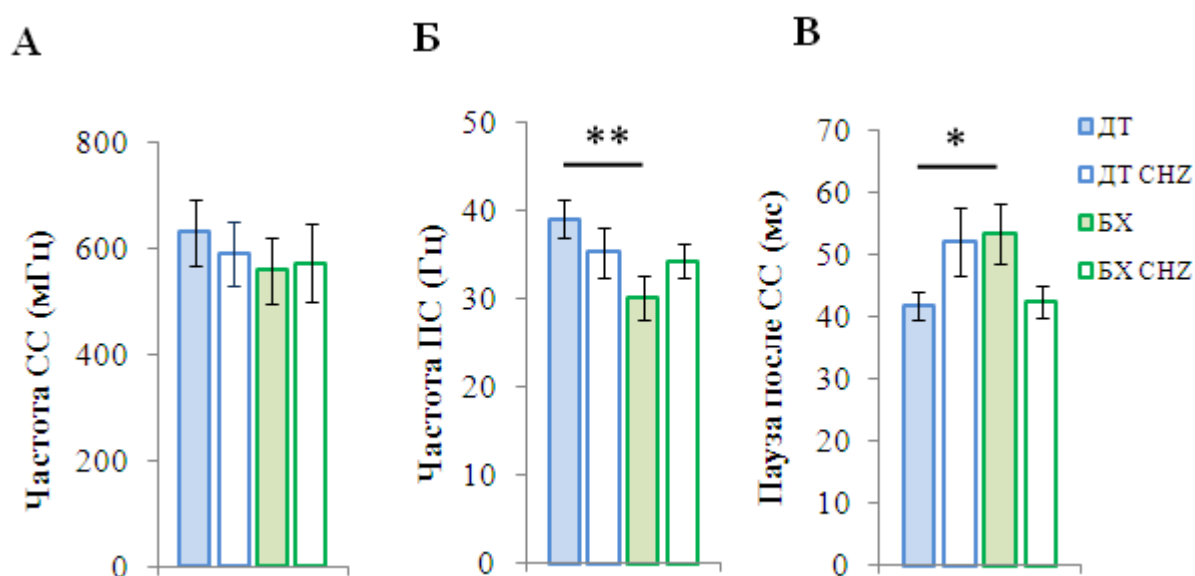 А
Частота СС (мГц)
800
600
400
200
0
Б
Частота ПС (Гц)
50
40
30
20
10
0
**
В
Пауза после СС (мс)
70
60
50
40
30
20
10
0
*
ДТ
ДТ CHZ
БХ
БХ CHZ